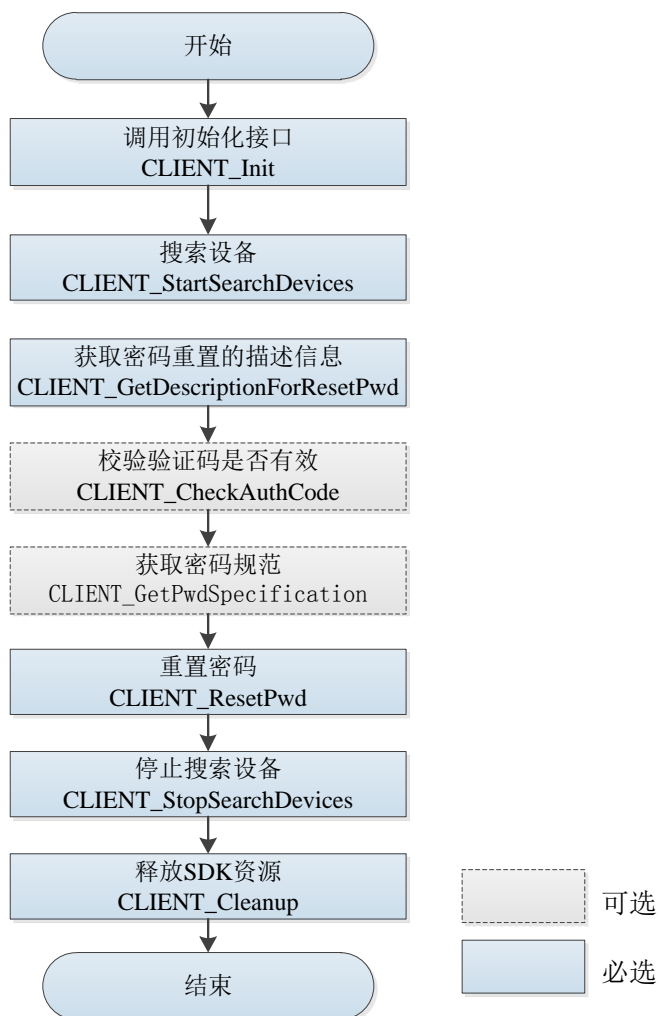 开始
调用初始化接口
CLIENT_Init
搜索设备
CLIENT_StartSearchDevices
获取密码重置的描述信息
CLIENT_GetDescriptionForResetPwd
校验验证码是否有效
CLIENT_CheckAuthCode
获取密码规范
CLIENT_GetPwdSpecification
重置密码
CLIENT_ResetPwd
停止搜索设备
CLIENT_StopSearchDevices
释放SDK资源
CLIENT_Cleanup
结束
可选
必选